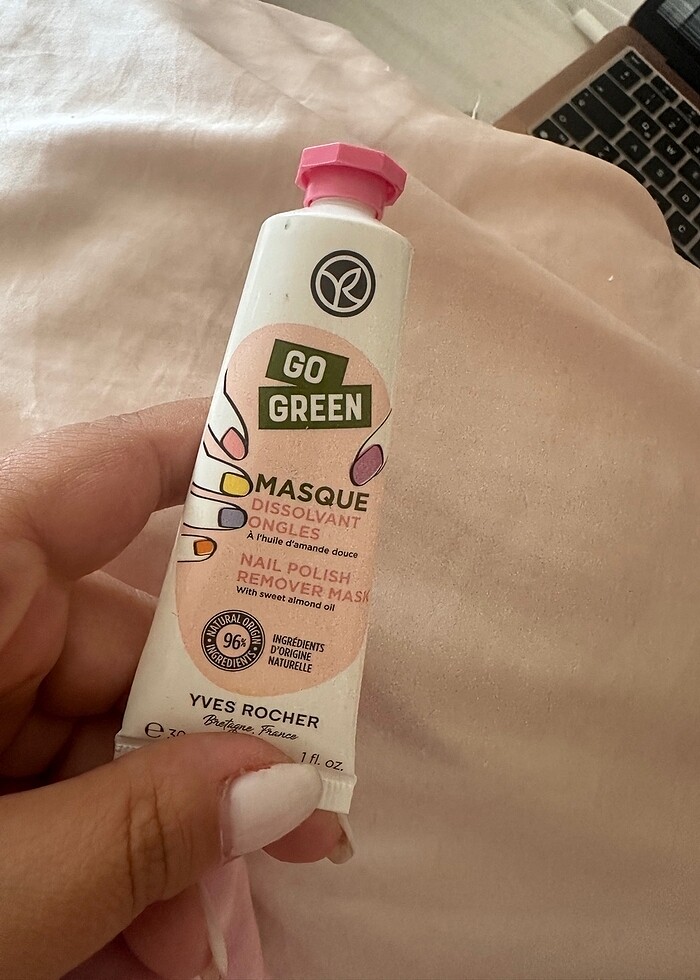 GO
GREEN
MASQUE
DISSOLVANT
ONGLES
À l'huile d'amande douce
NAIL POLISH
REMOVER MASK
With sweet almond oil
NATURAL ORIGIN
96%
INGREDIENTS
INGRÉDIENTS
D'ORIGINE
NATURELLE
YVES ROCHER
Bretagne, France
e 30
1 fl. oz.